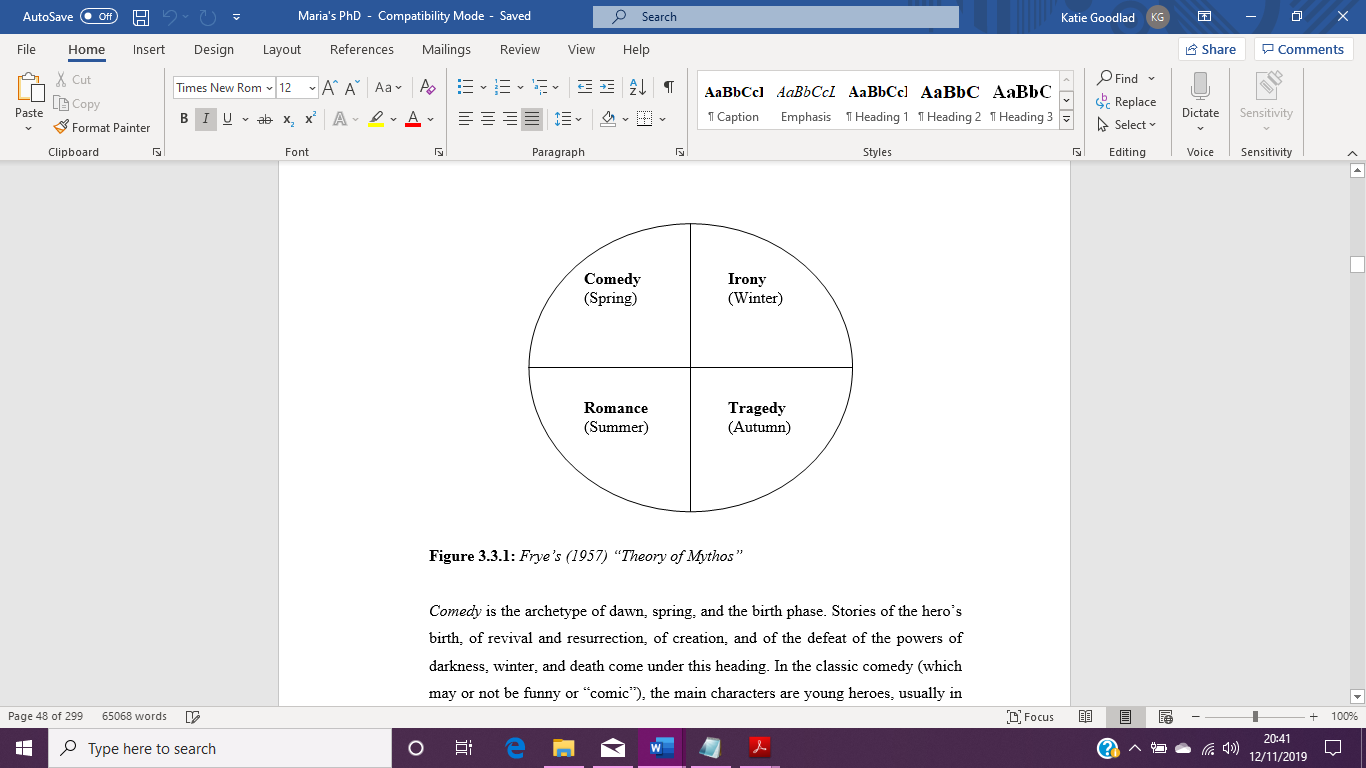 AutoSave Off Maria's PhD - Compatibility Mode - Saved Search Katie Goodlad KG
File Home Insert Design Layout References Mailings Review View Help Share Comments
Paste
Cut
Copy
Format Painter
Clipboard
Times New Rom 12
Font
Paragraph
AaBbCcI AaBbCcL AaBbCcI AaBbC AaBbC
¶ Caption Emphasis ¶ Heading 1 ¶ Heading 2 ¶ Heading 3
Styles
Find
Replace
Select
Editing
Dictate
Voice
Sensitivity
Sensitivity
Comedy
(Spring)
Irony
(Winter)
Romance
(Summer)
Tragedy
(Autumn)
Figure 3.3.1: Frye’s (1957) “Theory of Mythos”
Comedy is the archetype of dawn, spring, and the birth phase. Stories of the hero’s
birth, of revival and resurrection, of creation, and of the defeat of the powers of
darkness, winter, and death come under this heading. In the classic comedy (which
may or not be funny or “comic”), the main characters are young heroes, usually in
Page 48 of 299 65068 words Focus 100%
Type here to search
20:41
12/11/2019